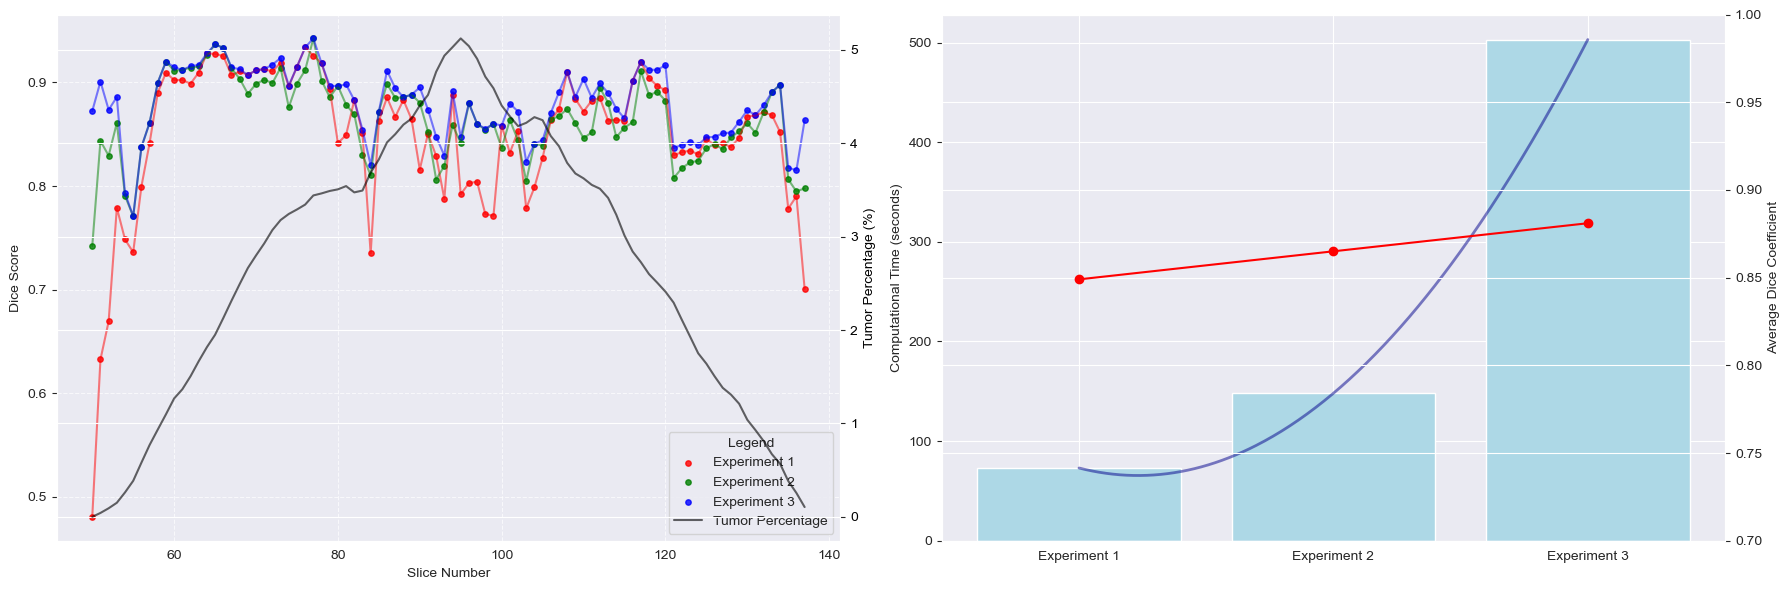 Dice Score
0.9
0.8
0.7
0.6
0.5
60
80
100
120
140
Slice Number
5
4
3
2
1
0
Tumor Percentage (%)
Legend
Experiment 1
Experiment 2
Experiment 3
Tumor Percentage
Computational Time (seconds)
500
400
300
200
100
0
Experiment 1
Experiment 2
Experiment 3
1.00
0.95
0.90
0.85
0.80
0.75
0.70
Average Dice Coefficient